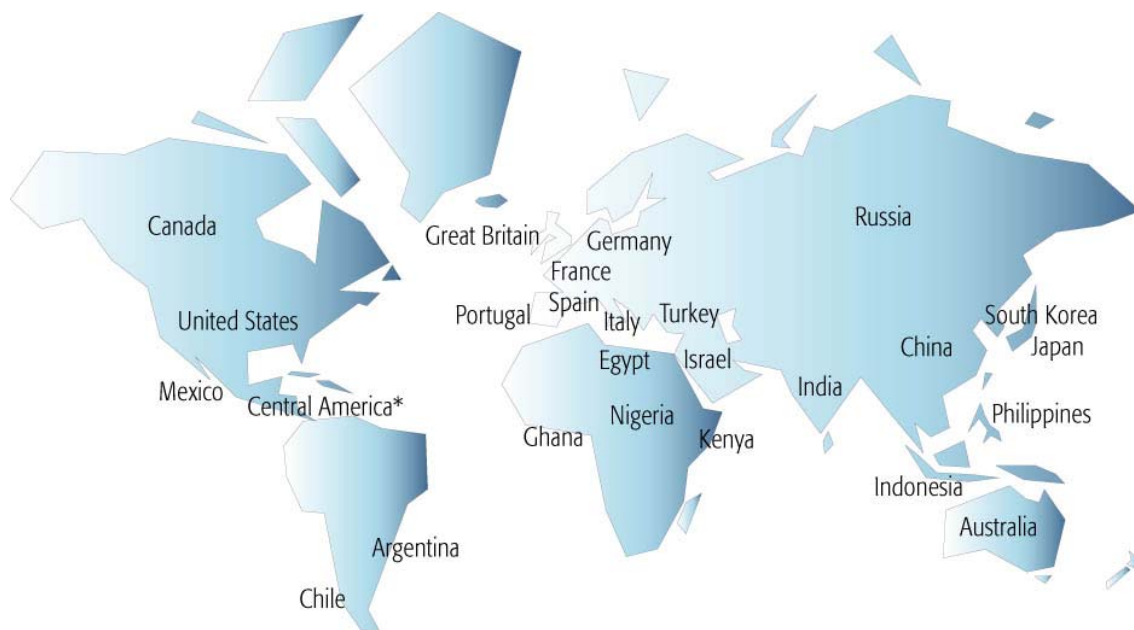 Canada
Russia
Great Britain
Germany
France
Spain
Portugal
Italy
Turkey
United States
South Korea
Japan
China
Egypt
Israel
India
Mexico
Central America*
Nigeria
Philippines
Ghana
Kenya
Indonesia
Australia
Argentina
Chile